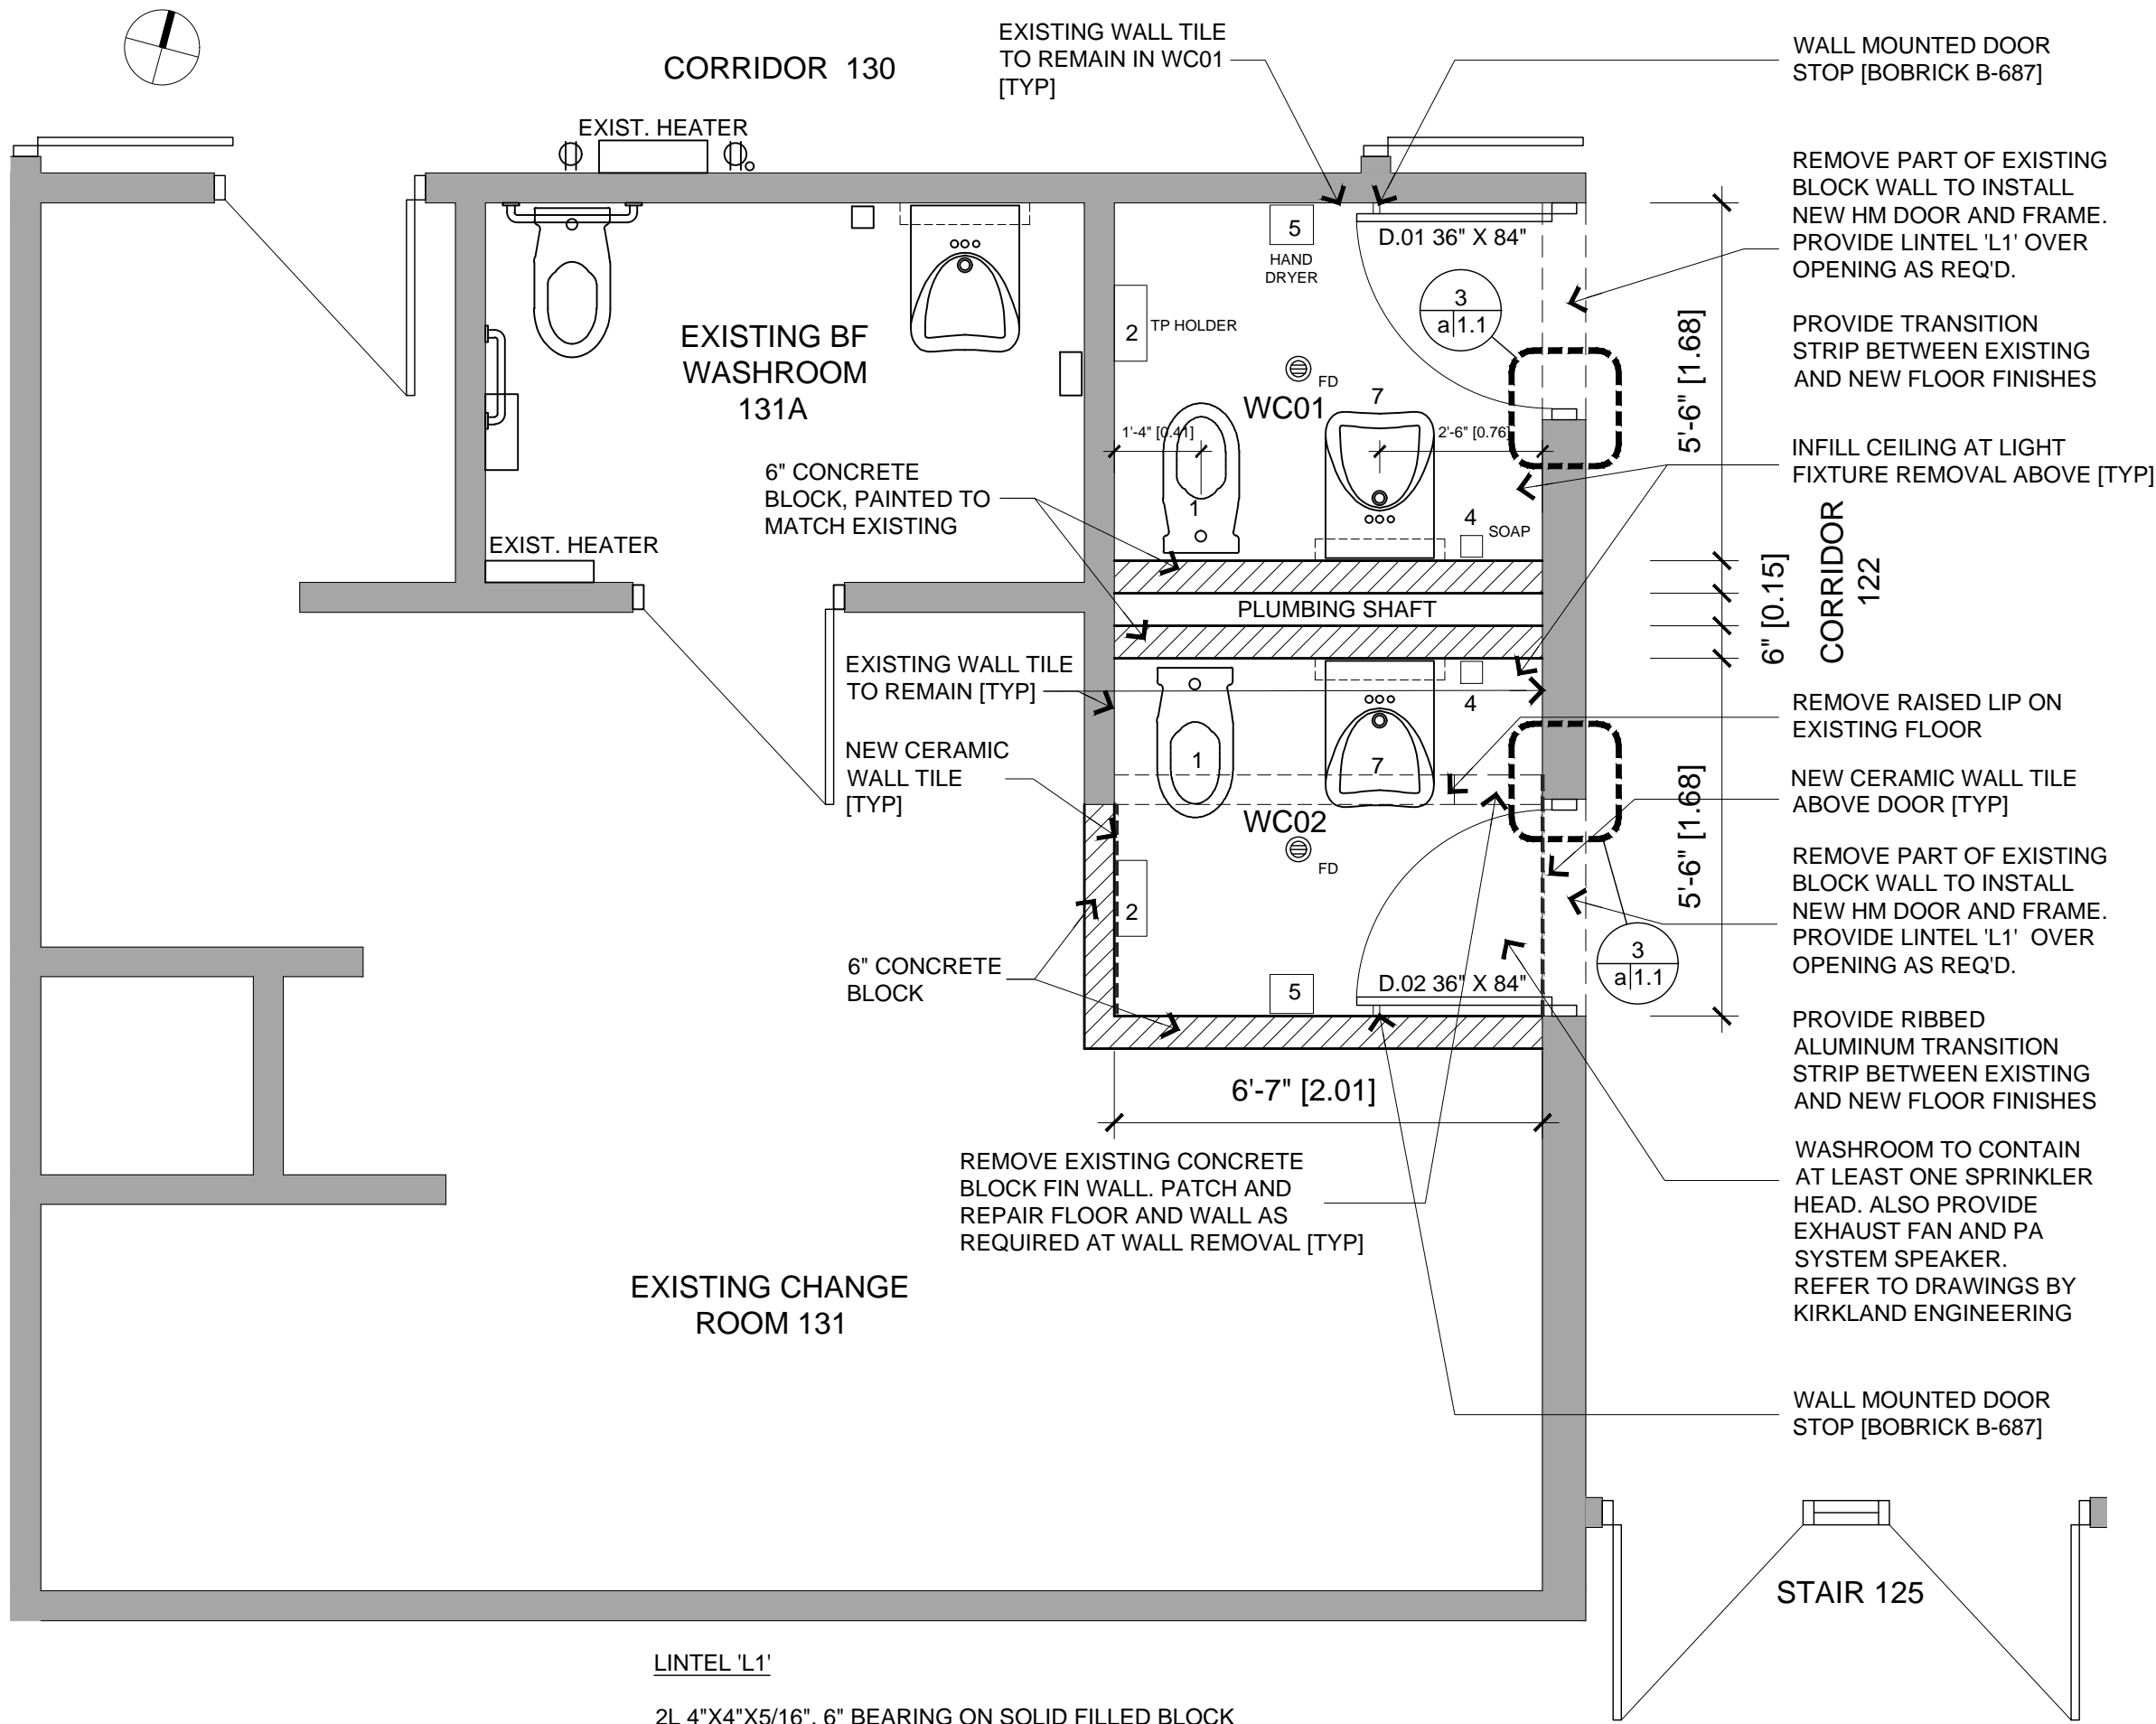 CORRIDOR 130
EXIST. HEATER
EXISTING WALL TILE
TO REMAIN IN WC01
[TYP]
WALL MOUNTED DOOR
STOP [BOBRICK B-687]
REMOVE PART OF EXISTING
BLOCK WALL TO INSTALL
NEW HM DOOR AND FRAME.
PROVIDE LINTEL 'L1' OVER
OPENING AS REQ'D.
PROVIDE TRANSITION
STRIP BETWEEN EXISTING
AND NEW FLOOR FINISHES
INFILL CEILING AT LIGHT
FIXTURE REMOVAL ABOVE [TYP]
5
HAND
DRYER
D.01 36" X 84"
3
a|1.1
2
TP HOLDER
FD
WC01
7
1'-4" [0.41]
2'-6" [0.76]
1
4
SOAP
5'-6" [1.68]
EXISTING BF
WASHROOM
131A
6" CONCRETE
BLOCK, PAINTED TO
MATCH EXISTING
EXIST. HEATER
PLUMBING SHAFT
6" [0.15]
CORRIDOR
122
EXISTING WALL TILE
TO REMAIN [TYP]
NEW CERAMIC
WALL TILE
[TYP]
4
1
7
WC02
FD
2
5
D.02 36" X 84"
5'-6" [1.68]
3
a|1.1
6" CONCRETE
BLOCK
6'-7" [2.01]
REMOVE RAISED LIP ON
EXISTING FLOOR
NEW CERAMIC WALL TILE
ABOVE DOOR [TYP]
REMOVE PART OF EXISTING
BLOCK WALL TO INSTALL
NEW HM DOOR AND FRAME.
PROVIDE LINTEL 'L1' OVER
OPENING AS REQ'D.
PROVIDE RIBBED
ALUMINUM TRANSITION
STRIP BETWEEN EXISTING
AND NEW FLOOR FINISHES
WASHROOM TO CONTAIN
AT LEAST ONE SPRINKLER
HEAD. ALSO PROVIDE
EXHAUST FAN AND PA
SYSTEM SPEAKER.
REFER TO DRAWINGS BY
KIRKLAND ENGINEERING
REMOVE EXISTING CONCRETE
BLOCK FIN WALL. PATCH AND
REPAIR FLOOR AND WALL AS
REQUIRED AT WALL REMOVAL [TYP]
EXISTING CHANGE
ROOM 131
WALL MOUNTED DOOR
STOP [BOBRICK B-687]
STAIR 125
LINTEL 'L1'
2L 4"X4"X5/16", 6" BEARING ON SOLID FILLED BLOCK